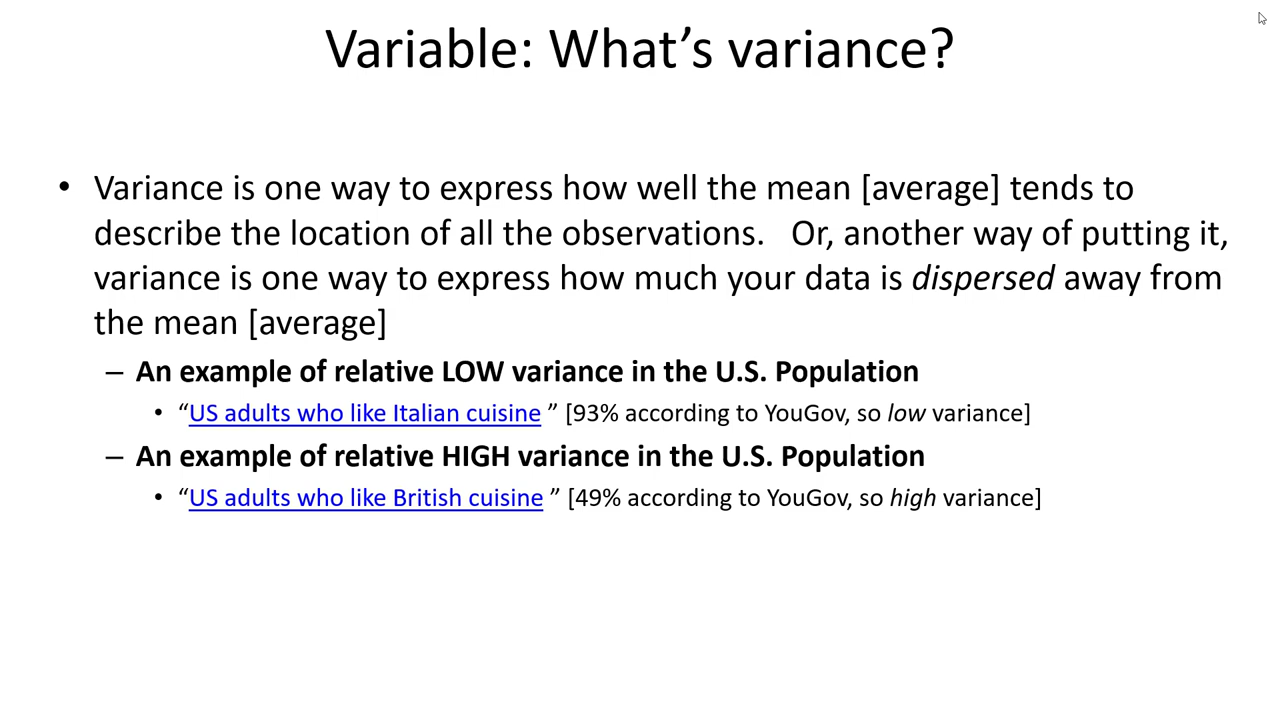 Variable: What’s variance?
• Variance is one way to express how well the mean [average] tends to
describe the location of all the observations.   Or, another way of putting it,
variance is one way to express how much your data is dispersed away from
the mean [average]
– An example of relative LOW variance in the U.S. Population
• “US adults who like Italian cuisine ” [93% according to YouGov, so low variance]
– An example of relative HIGH variance in the U.S. Population
• “US adults who like British cuisine ” [49% according to YouGov, so high variance]